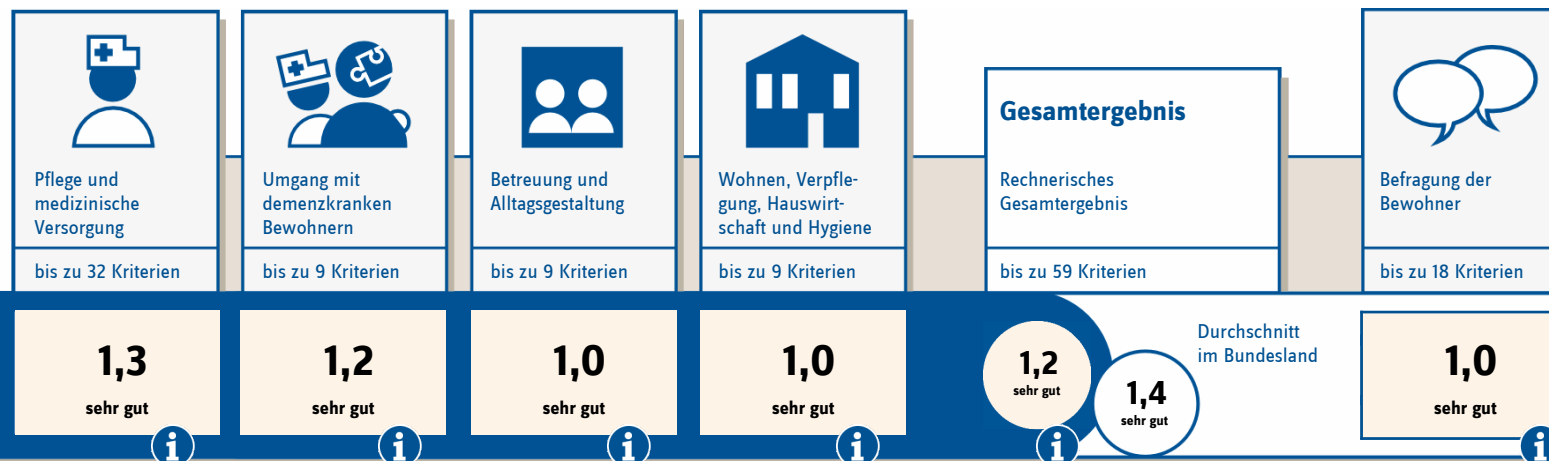 Pflege und
medizinische
Versorgung
bis zu 32 Kriterien
1,3
sehr gut
i
Umgang mit
demenzkranken
Bewohnern
bis zu 9 Kriterien
1,2
sehr gut
i
Betreuung und
Alltagsgestaltung
bis zu 9 Kriterien
1,0
sehr gut
i
Wohnen, Verpfle-
gung, Hauswirt-
schaft und Hygiene
bis zu 9 Kriterien
1,0
sehr gut
i
Gesamtergebnis
Rechnerisches
Gesamtergebnis
bis zu 59 Kriterien
1,2
sehr gut
i
Durchschnitt
im Bundesland
1,4
sehr gut
Befragung der
Bewohner
bis zu 18 Kriterien
1,0
sehr gut
i